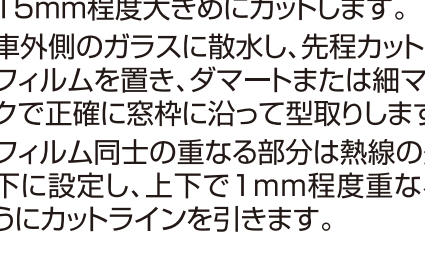 15mm程度大きめにカットします。
車外側のガラスに散水し、先程カット
フィルムを置き、ダマートまたは細マ
クで正確に窓枠に沿って型取りします
フィルム同士の重なる部分は熱線の
下に設定し、上下で1mm程度重な
うにカットラインを引きます。